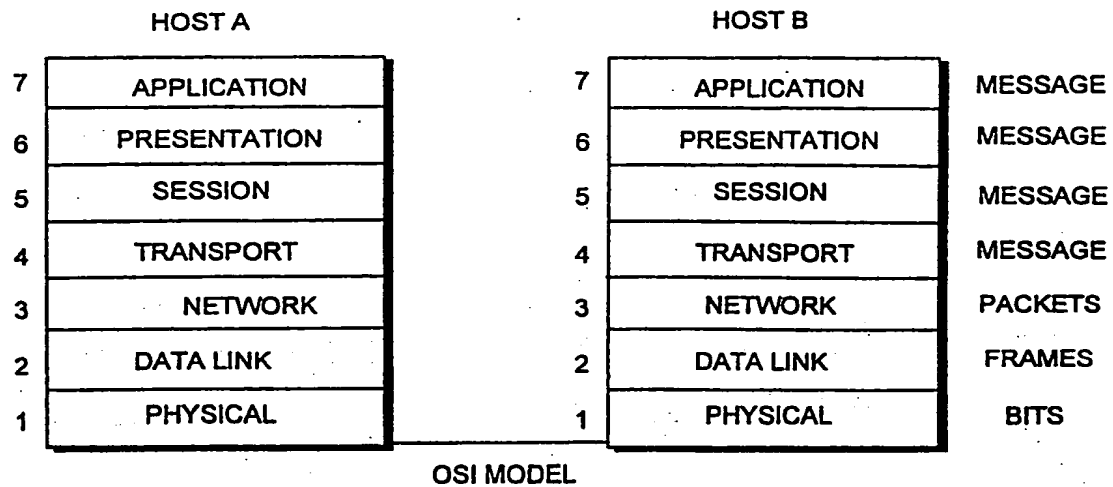 HOST A HOST B
7 APPLICATION 7 APPLICATION MESSAGE
6 PRESENTATION 6 PRESENTATION MESSAGE
5 SESSION 5 SESSION MESSAGE
4 TRANSPORT 4 TRANSPORT MESSAGE
3 NETWORK 3 NETWORK PACKETS
2 DATA LINK 2 DATA LINK FRAMES
1 PHYSICAL 1 PHYSICAL BITS
OSI MODEL